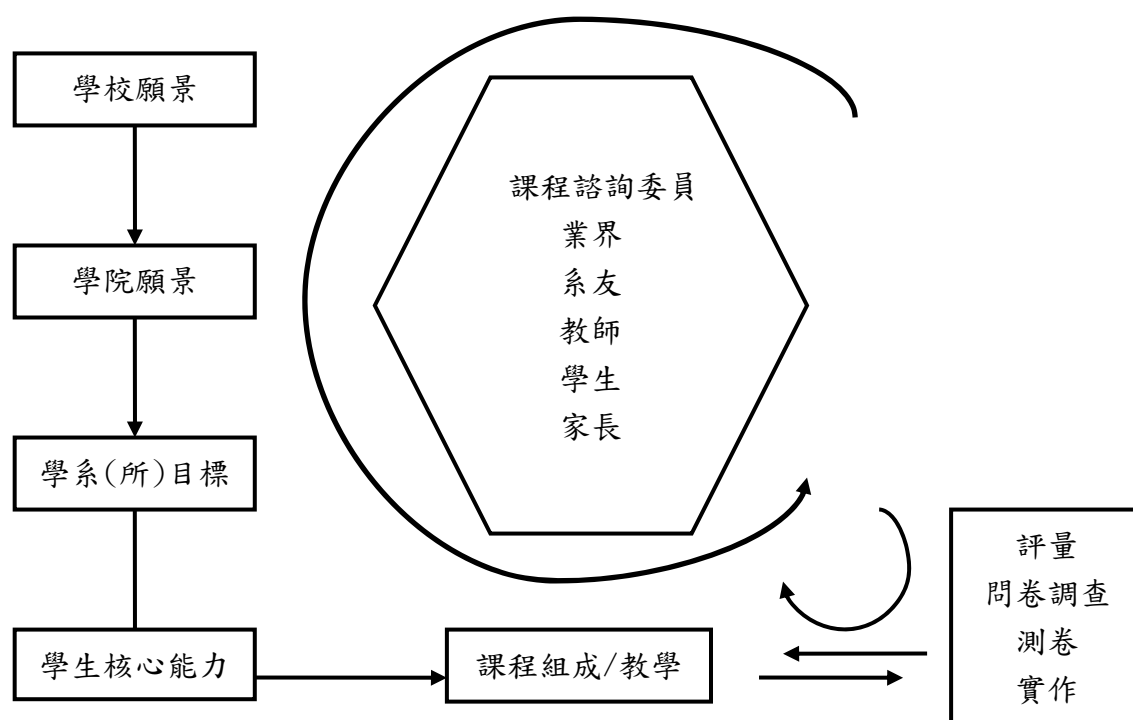 學校願景
學院願景
學系(所)目標
學生核心能力
課程諮詢委員
業界
系友
教師
學生
家長
課程組成/教學
評量
問卷調查
測卷
實作